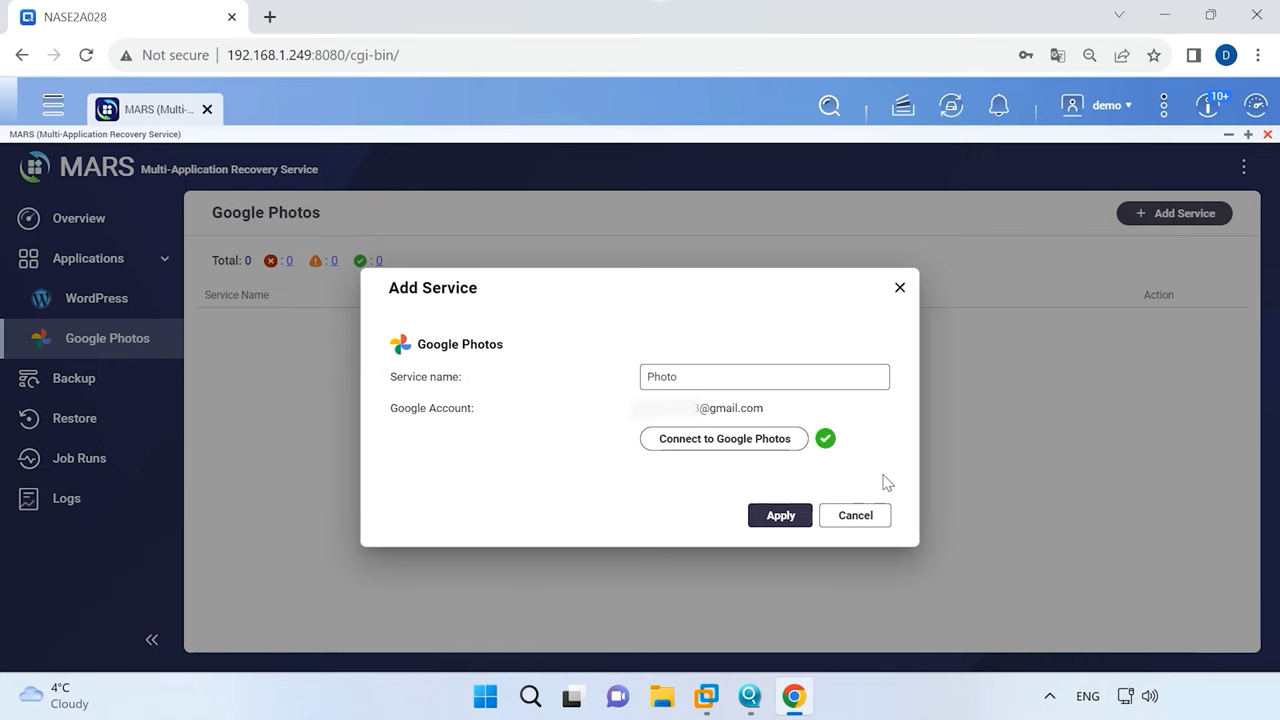 NASE2A028
Not secure 192.168.1.249:8080/cgi-bin/
D
MARS (Multi-...
demo
10+
MARS (Multi-Application Recovery Service)
MARS Multi-Application Recovery Service
Overview
Applications
WordPress
Google Photos
Backup
Restore
Job Runs
Logs
Google Photos
+ Add Service
Total: 0 : 0 : 0 : 0
Service Name Action
Add Service
Google Photos
Service name: Photo
Google Account: 3@gmail.com
Connect to Google Photos
Apply Cancel
4°C
Cloudy
ENG